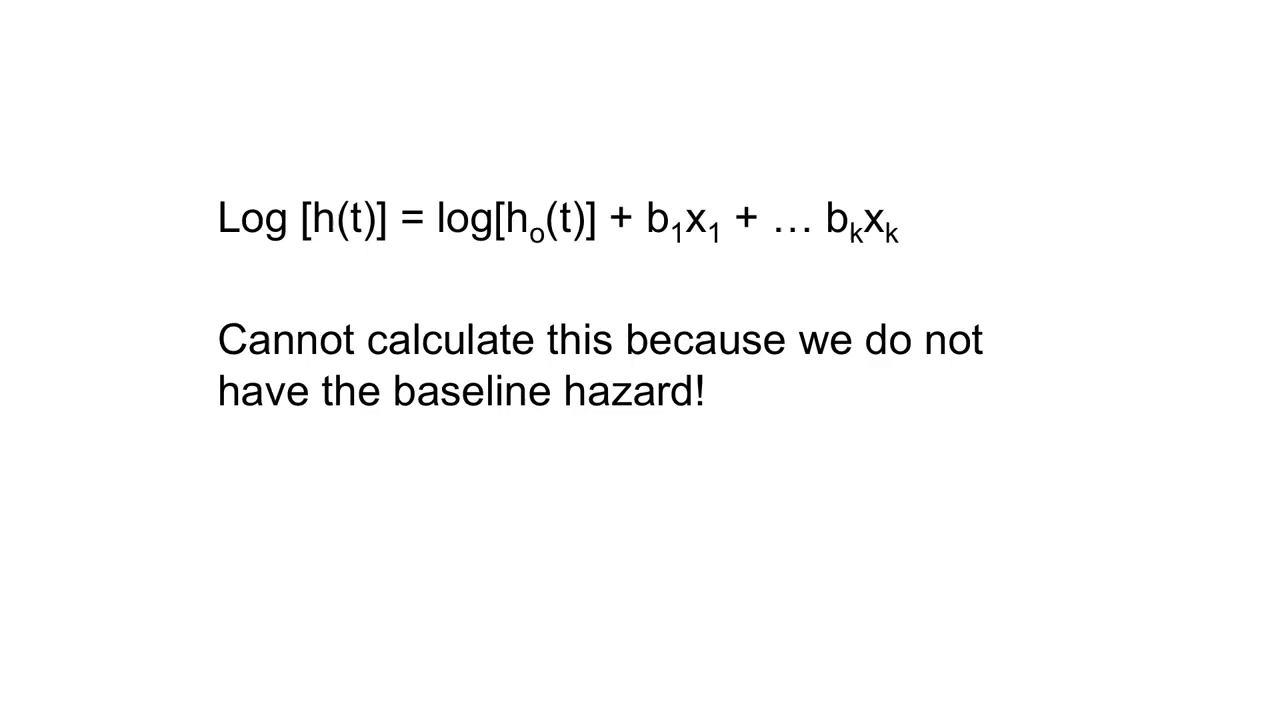 Log [h(t)] = log[hₒ(t)] + b₁x₁ + … bₖxₖ
Cannot calculate this because we do not
have the baseline hazard!